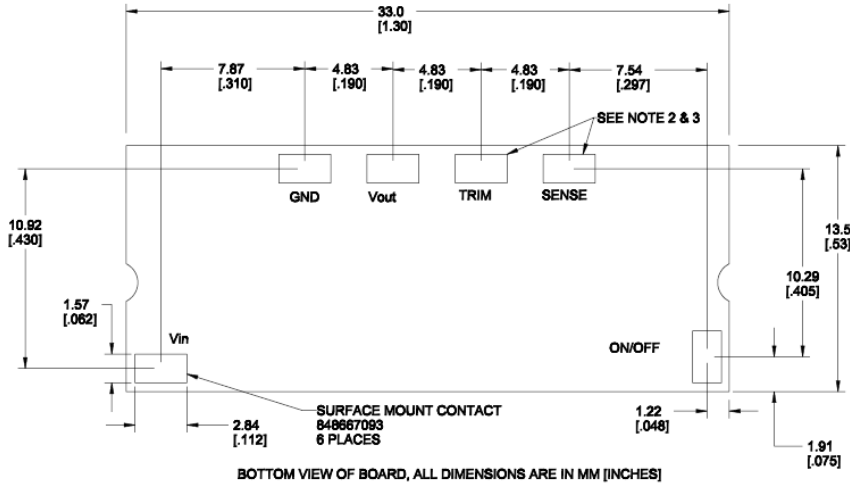 33.0
[1.30]
7.87
[.310]
4.83
[.190]
4.83
[.190]
4.83
[.190]
7.54
[.297]
SEE NOTE 2 & 3
GND
Vout
TRIM
SENSE
10.92
[.430]
13.5
[.53]
10.29
[.405]
1.57
[.062]
Vin
ON/OFF
SURFACE MOUNT CONTACT
848667093
6 PLACES
2.84
[.112]
1.22
[.048]
1.91
[.075]
BOTTOM VIEW OF BOARD, ALL DIMENSIONS ARE IN MM [INCHES]